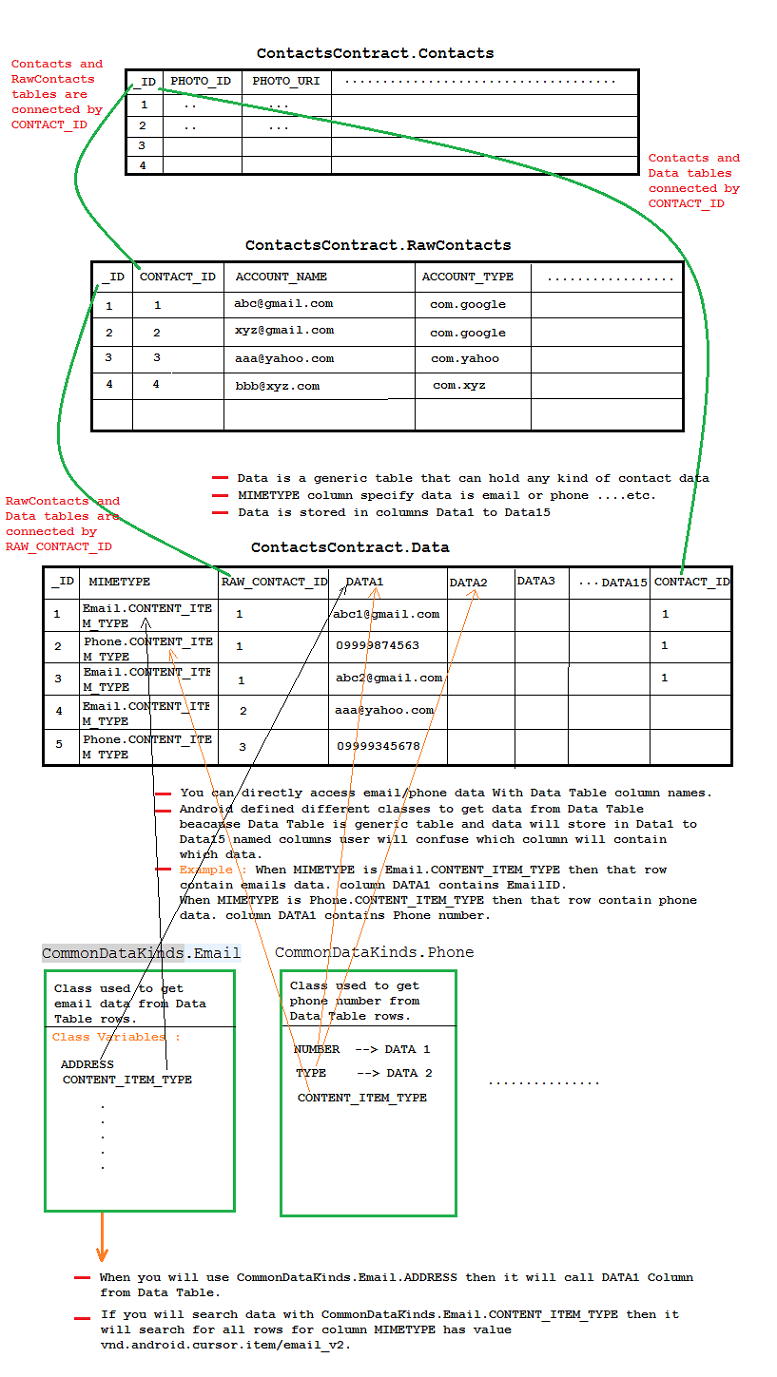 ContactsContract.Contacts
Contacts and
RawContacts
tables are
connected by
CONTACT_ID
_ID PHOTO_ID PHOTO_URI .....................................
1 .. ...
2 .. ...
3
4
Contacts and
Data tables
connected by
CONTACT_ID
ContactsContract.RawContacts
_ID CONTACT_ID ACCOUNT_NAME ACCOUNT_TYPE .................
1 1 abc@gmail.com com.google
2 2 xyz@gmail.com com.google
3 3 aaa@yahoo.com com.yahoo
4 4 bbb@xyz.com com.xyz
Data is a generic table that can hold any kind of contact data
MIMETYPE column specify data is email or phone ....etc.
Data is stored in columns Data1 to Data15
RawContacts and
Data tables are
connected by
RAW_CONTACT_ID
ContactsContract.Data
_ID MIMETYPE RAW_CONTACT_ID DATA1 DATA2 DATA3 ...DATA15 CONTACT_ID
1 Email.CONTENT_ITE
M_TYPE 1 abc1@gmail.com 1
2 Phone.CONTENT_ITE
M_TYPE 1 09999874563 1
3 Email.CONTENT_ITE
M_TYPE 1 abc2@gmail.com 1
4 Email.CONTENT_ITE
M_TYPE 2 aaa@yahoo.com
5 Phone.CONTENT_ITE
M_TYPE 3 09999345678
You can directly access email/phone data With Data Table column names.
Android defined different classes to get data from Data Table
beacause Data Table is generic table and data will store in Data1 to
Data15 named columns user will confuse which column will contain
which data.
Example : When MIMETYPE is Email.CONTENT_ITEM_TYPE then that row
contain emails data. column DATA1 contains EmailID.
When MIMETYPE is Phone.CONTENT_ITEM_TYPE then that row contain phone
data. column DATA1 contains Phone number.
CommonDataKinds.Email
Class used to get
email data from Data
Table rows.
Class Variables :
ADDRESS
CONTENT_ITEM_TYPE
.
.
.
.
.
CommonDataKinds.Phone
Class used to get
phone number from
Data Table rows.
NUMBER --> DATA 1
TYPE --> DATA 2
CONTENT_ITEM_TYPE
...............
When you will use CommonDataKinds.Email.ADDRESS then it will call DATA1 Column
from Data Table.
If you will search data with CommonDataKinds.Email.CONTENT_ITEM_TYPE then it
will search for all rows for column MIMETYPE has value
vnd.android.cursor.item/email_v2.